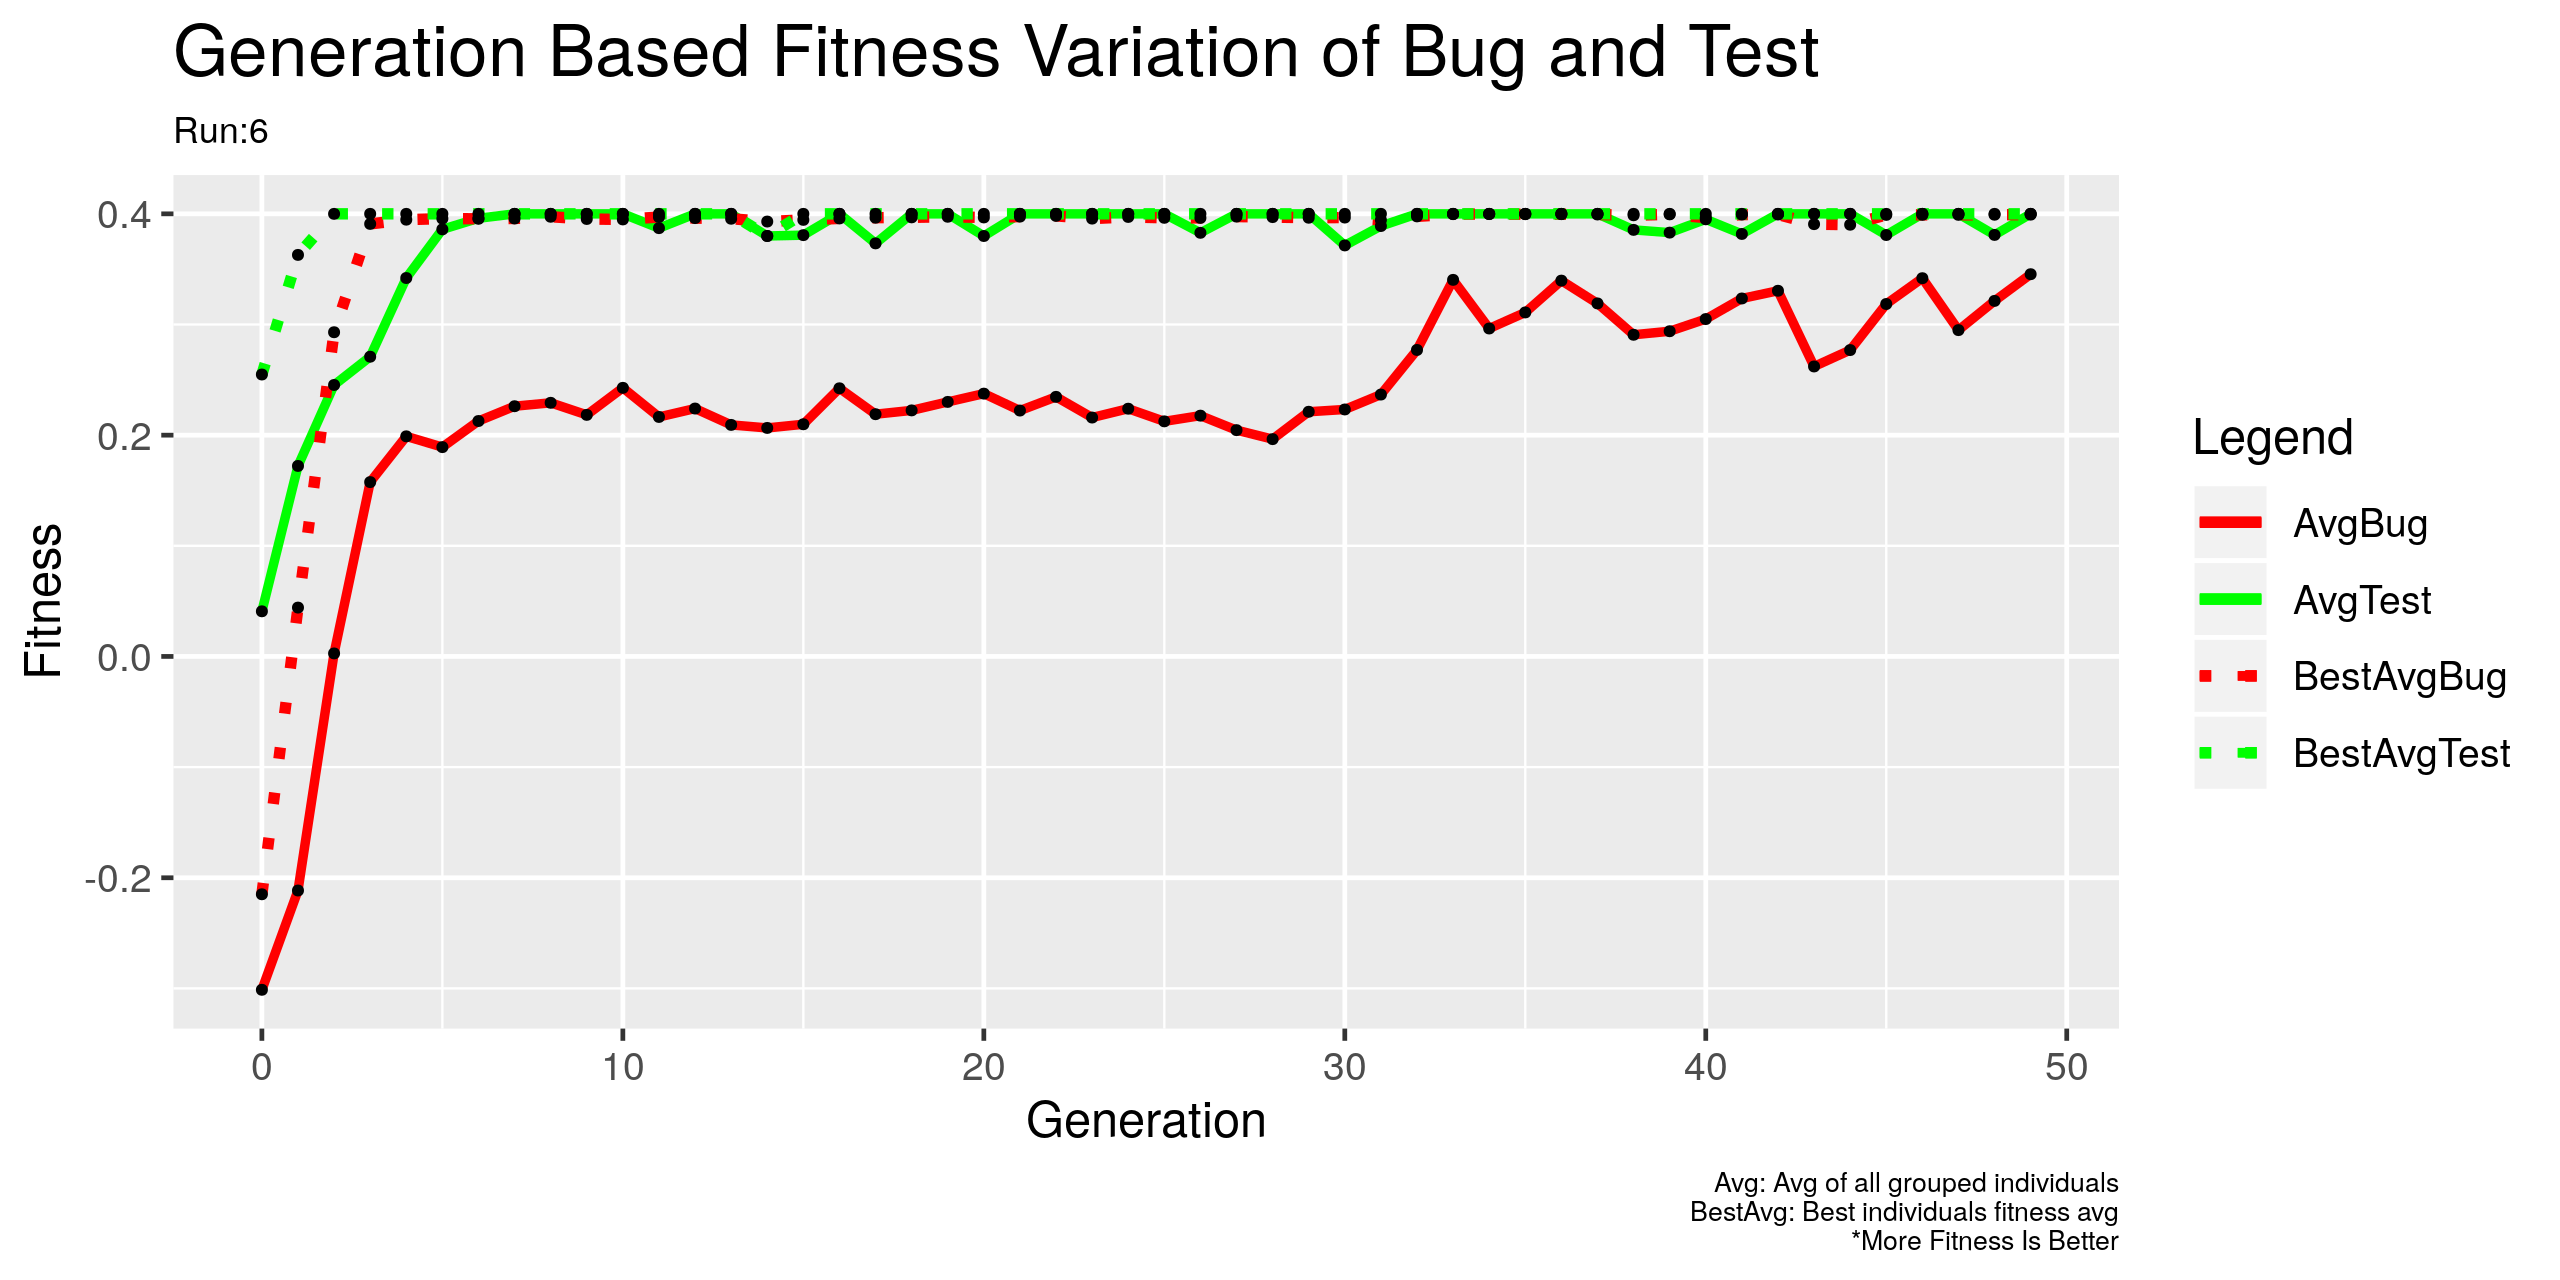 Generation Based Fitness Variation of Bug and Test
Run:6
Fitness
0.4
0.2
0.0
-0.2
0 10 20 30 40 50
Generation
Legend
AvgBug
AvgTest
BestAvgBug
BestAvgTest
Avg: Avg of all grouped individuals
BestAvg: Best individuals fitness avg
*More Fitness Is Better